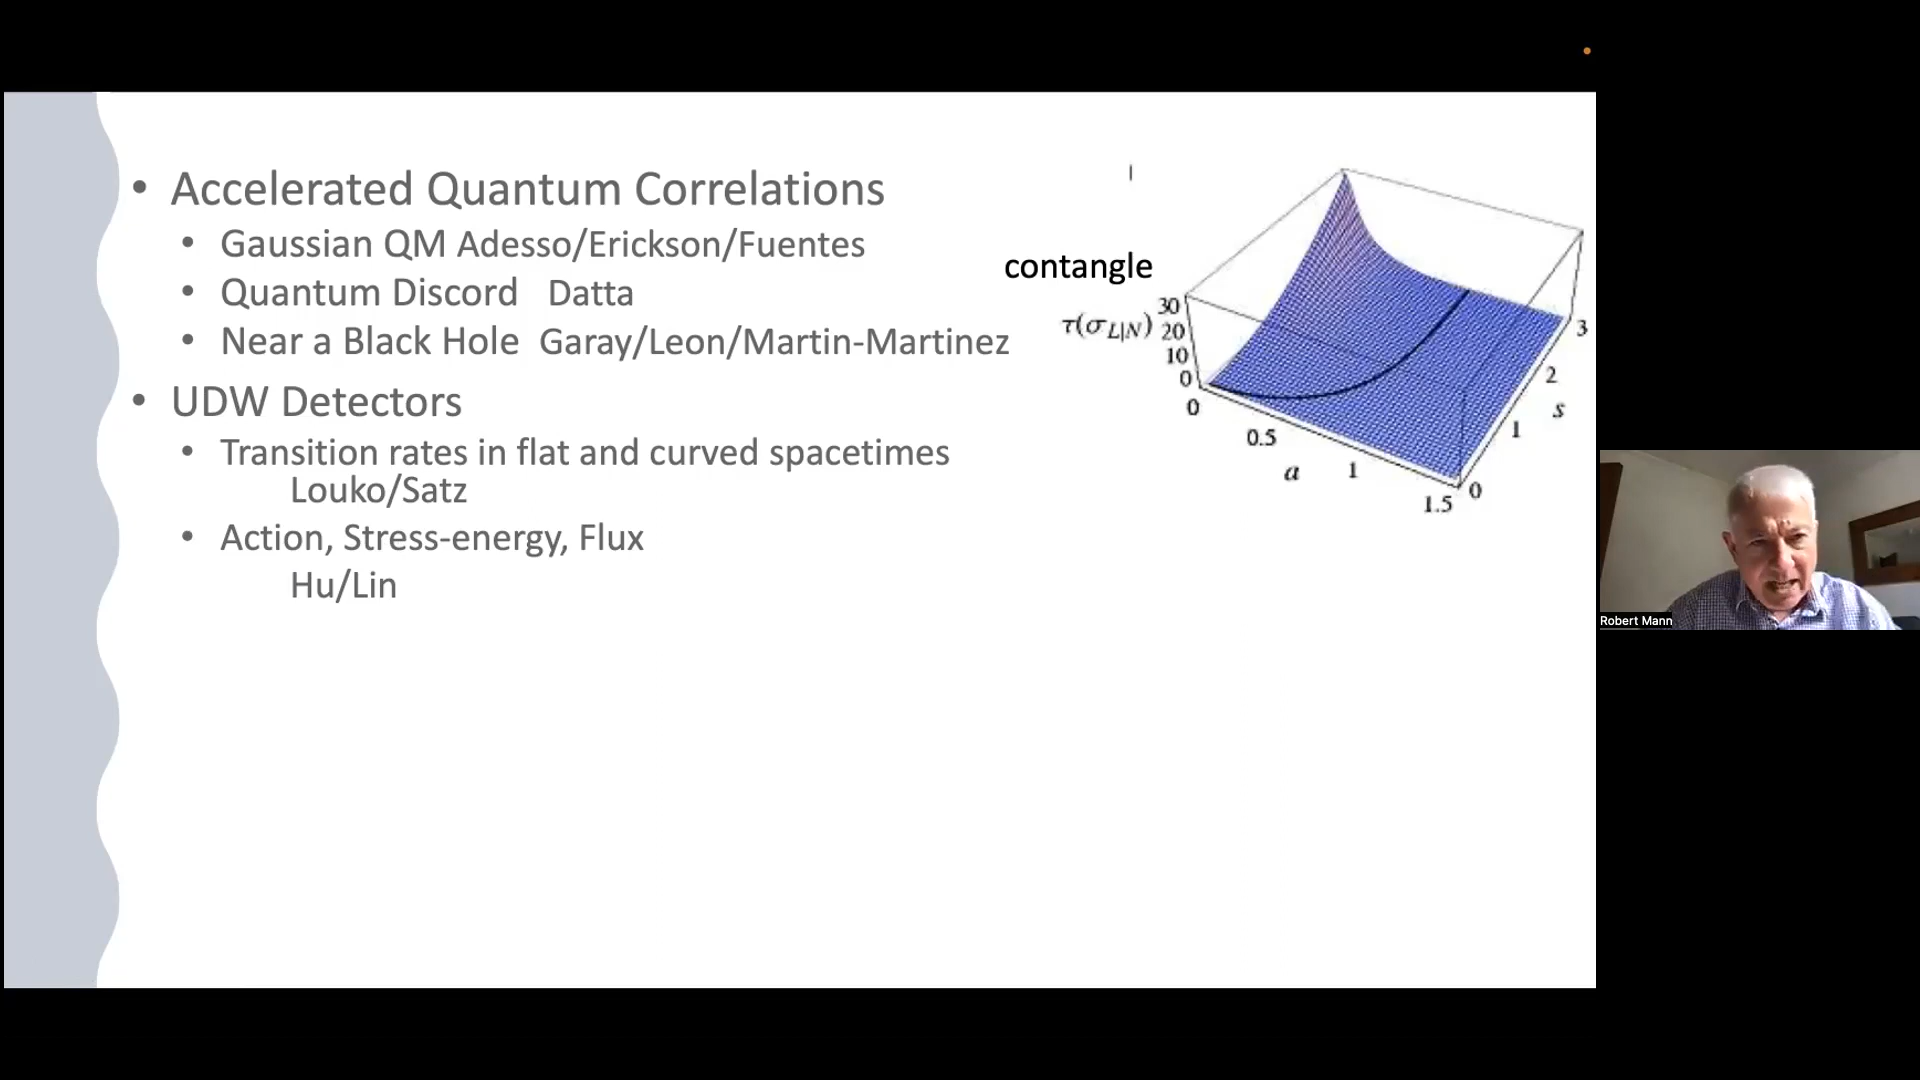 • Accelerated Quantum Correlations
• Gaussian QM Adesso/Erickson/Fuentes
• Quantum Discord Datta
• Near a Black Hole Garay/Leon/Martin-Martinez
• UDW Detectors
• Transition rates in flat and curved spacetimes
Louko/Satz
• Action, Stress-energy, Flux
Hu/Lin
contangle
τ(σ_{L|N})
30
20
10
0
0
0.5
a
1
1.5
0
1
s
2
3
Robert Mann